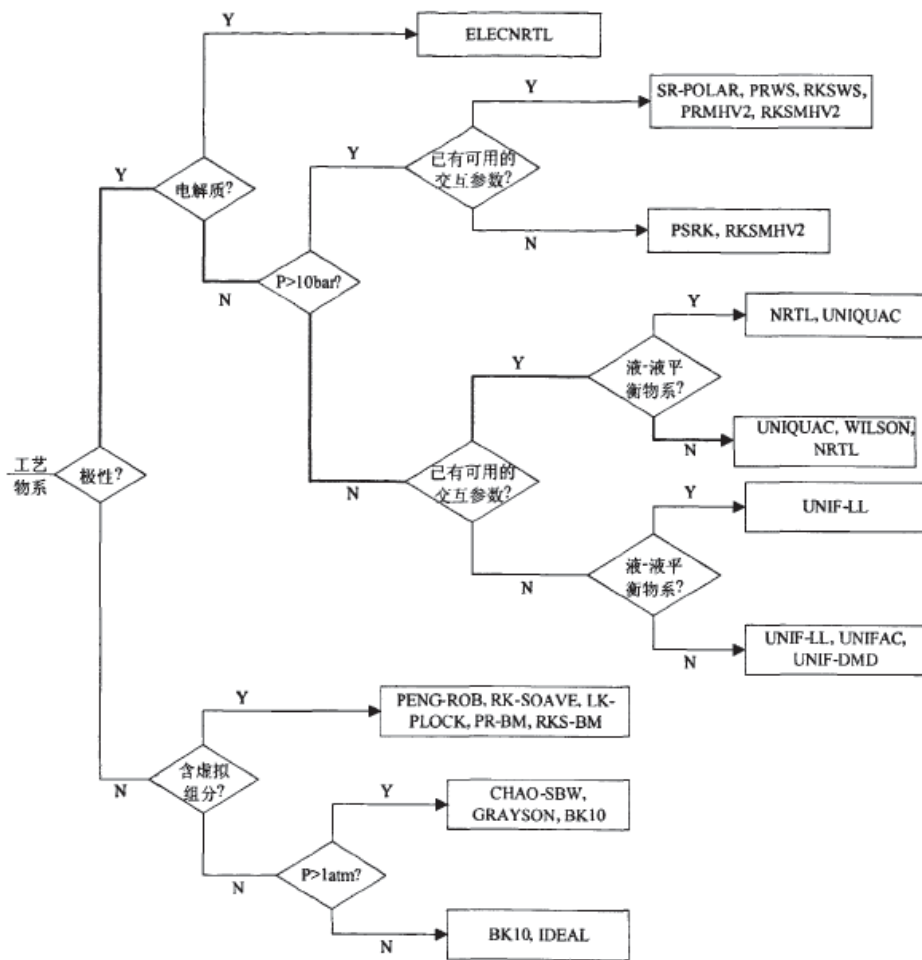 Y
ELECNRTL
Y
SR-POLAR, PRWS, RKSWS,
PRMHV2, RKSMHV2
Y
已有可用的
交互参数?
Y
电解质?
N
PSRK, RKSMHV2
N
P>10bar?
Y
NRTL, UNIQUAC
Y
液-液平
衡物系?
N
UNIQUAC, WILSON,
NRTL
工艺
物系
极性?
N
已有可用的
交互参数?
Y
UNIF-LL
N
液-液平
衡物系?
N
UNIF-LL, UNIFAC,
UNIF-DMD
Y
PENG-ROB, RK-SOAVE, LK-
PLOCK, PR-BM, RKS-BM
N
含虚拟
组分?
Y
CHAO-SBW,
GRAYSON, BK10
N
P>1atm?
N
BK10, IDEAL